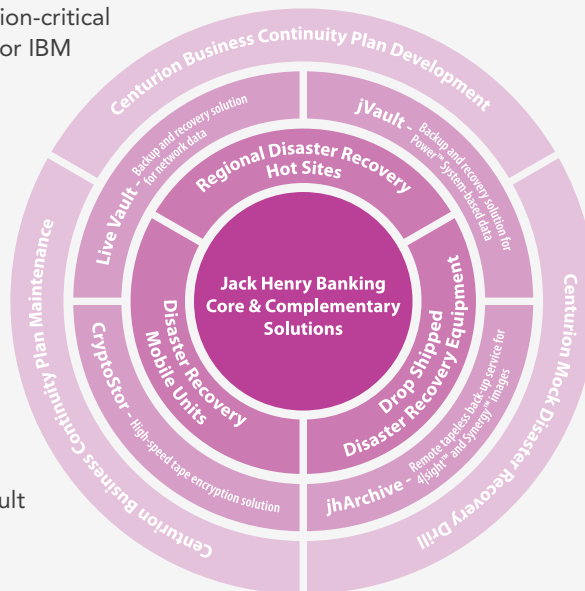 ion-critical
or IBM
Centurion Business Continuity Plan Development
Live Vault - Backup and recovery solution
for network data
jVault - Backup and recovery solution for
Power™ System-based data
Regional Disaster Recovery
Hot Sites
Jack Henry Banking
Core & Complementary
Solutions
Disaster Recovery
Mobile Units
Drop Shipped
Disaster Recovery Equipment
CryptoStor - High-speed tape encryption solution
jhArchive - Remote tapeless back-up service for
4|sight™ and Synergy™ images
Centurion Business Continuity Plan Maintenance
Centurion Mock Disaster Recovery Drill
ult